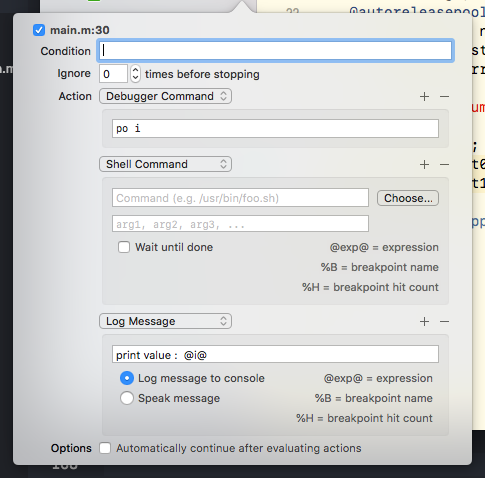 22
@autoreleasepool
main.m:30
Condition
Ignore 0 times before stopping
Action Debugger Command
po i
Shell Command
Command (e.g. /usr/bin/foo.sh) Choose...
arg1, arg2, arg3, ...
Wait until done @exp@ = expression
%B = breakpoint name
%H = breakpoint hit count
Log Message
print value : @i@
Log message to console @exp@ = expression
Speak message %B = breakpoint name
%H = breakpoint hit count
Options Automatically continue after evaluating actions